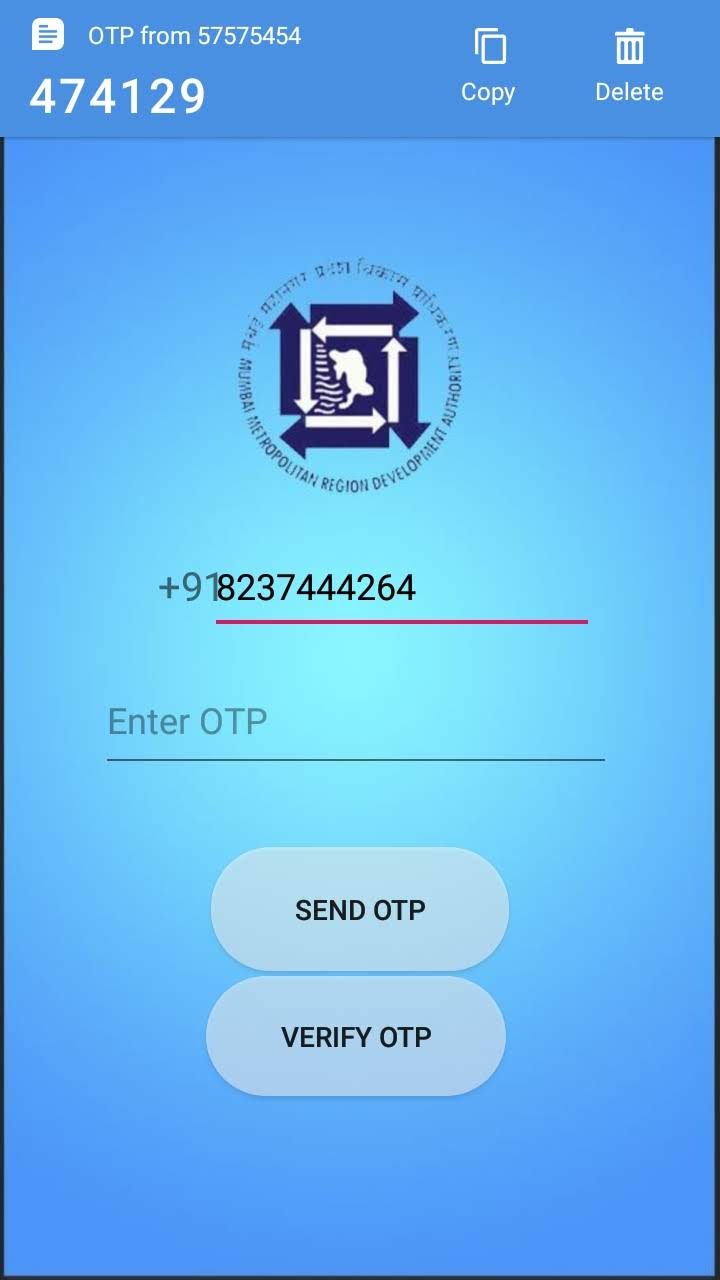 OTP from 57575454
474129
Copy
Delete
मुंबई महानगर प्रदेश विकास प्राधिकरण
MUMBAI METROPOLITAN REGION DEVELOPMENT AUTHORITY
+91
8237444264
Enter OTP
SEND OTP
VERIFY OTP